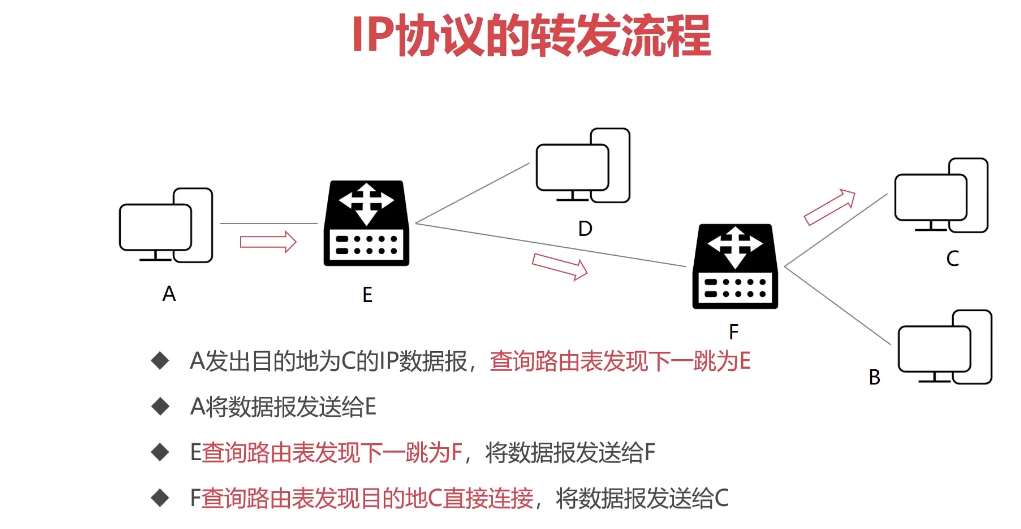 IP协议的转发流程
A
E
D
F
C
B
◆ A发出目的地为C的IP数据报，查询路由表发现下一跳为E
◆ A将数据报发送给E
◆ E查询路由表发现下一跳为F，将数据报发送给F
◆ F查询路由表发现目的地C直接连接，将数据报发送给C